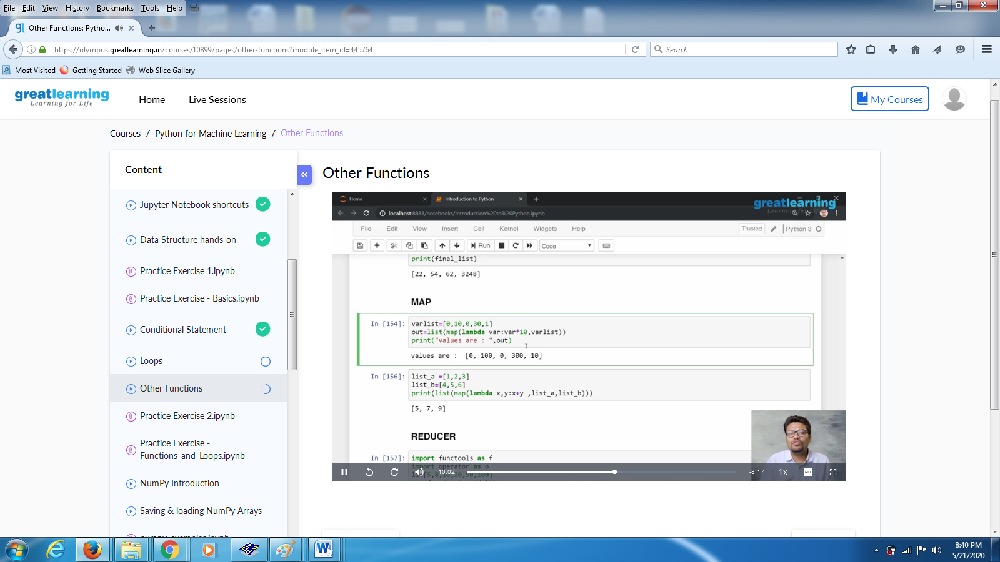 File Edit View History Bookmarks Tools Help
gl Other Functions: Pytho...
https://olympus.greatlearning.in/courses/10899/pages/other-functions?module_item_id=445764
Search
Most Visited Getting Started Web Slice Gallery
greatlearning
Learning for Life
Home Live Sessions
My Courses
Courses / Python for Machine Learning / Other Functions
Content
«
Jupyter Notebook shortcuts
Data Structure hands-on
Practice Exercise 1.ipynb
Practice Exercise - Basics.ipynb
Conditional Statement
Loops
Other Functions
Practice Exercise 2.ipynb
Practice Exercise -
Functions_and_Loops.ipynb
NumPy Introduction
Saving & loading NumPy Arrays
numpy_examples.ipynb
Other Functions
Home Introduction to Python
greatlearning
Learning for Life
localhost:8888/notebooks/Introduction%20to%20Python.ipynb
File Edit View Insert Cell Kernel Widgets Help
Trusted Python 3
Run Code
print(final_list)
[22, 54, 62, 3248]
MAP
In [154]: varlist=[0,10,0,30,1]
out=list(map(lambda var:var*10,varlist))
print("values are : ",out)
values are :  [0, 100, 0, 300, 10]
In [156]: list_a =[1,2,3]
list_b=[4,5,6]
print(list(map(lambda x,y:x+y ,list_a,list_b)))
[5, 7, 9]
REDUCER
In [157]: import functools as f
import operator as o
10:02 -8:17 1x HD
8:40 PM
5/21/2020